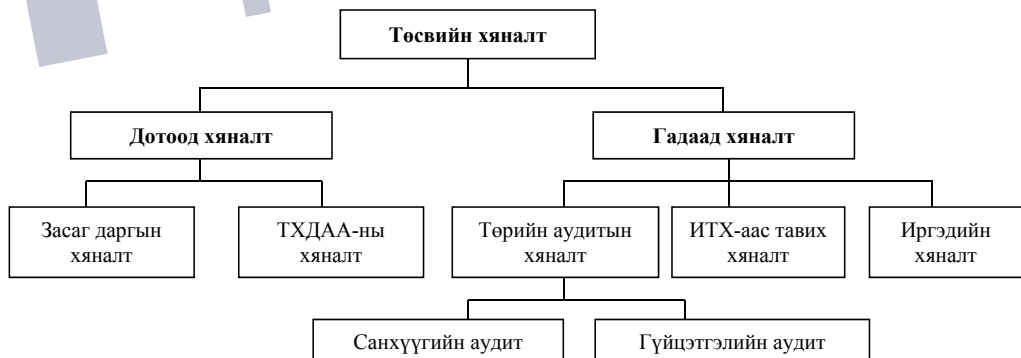 Төсвийн хяналт
Дотоод хяналт
Гадаад хяналт
Засаг даргын
хяналт
ТХДАА-ны
хяналт
Төрийн аудитын
хяналт
ИТХ-аас тавих
хяналт
Иргэдийн
хяналт
Санхүүгийн аудит
Гүйцэтгэлийн аудит